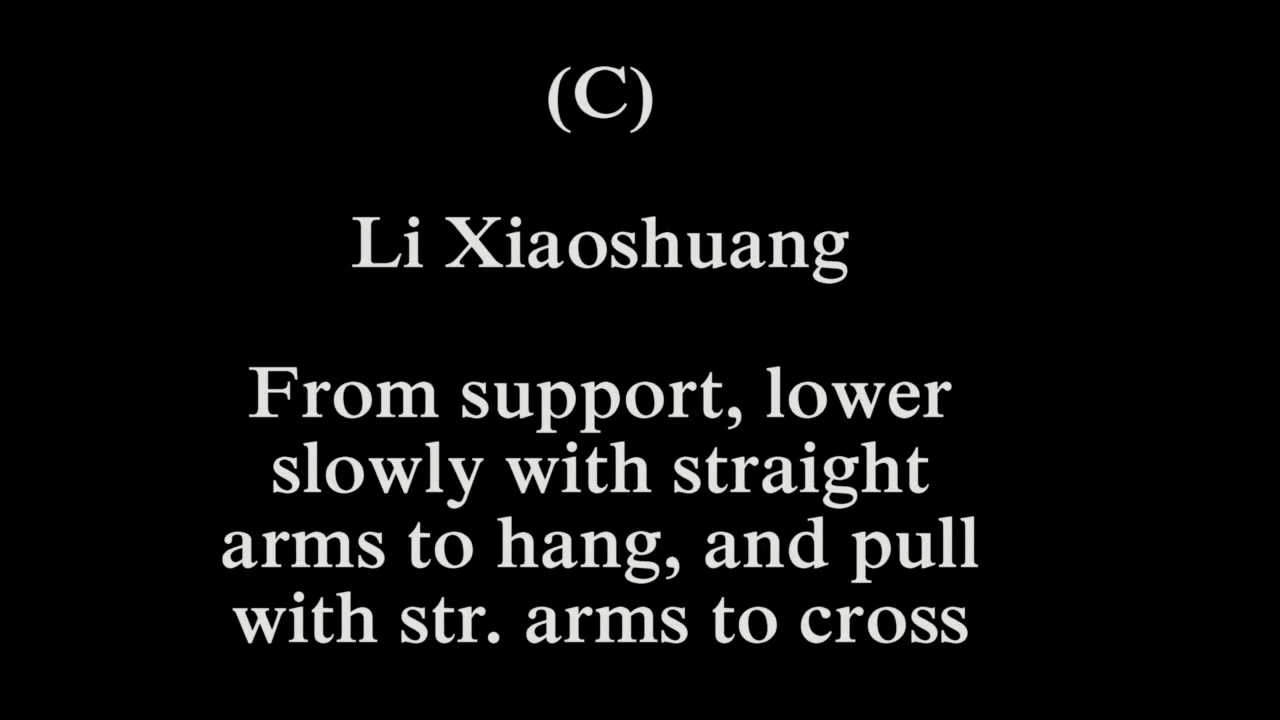 (C)
Li Xiaoshuang
From support, lower
slowly with straight
arms to hang, and pull
with str. arms to cross